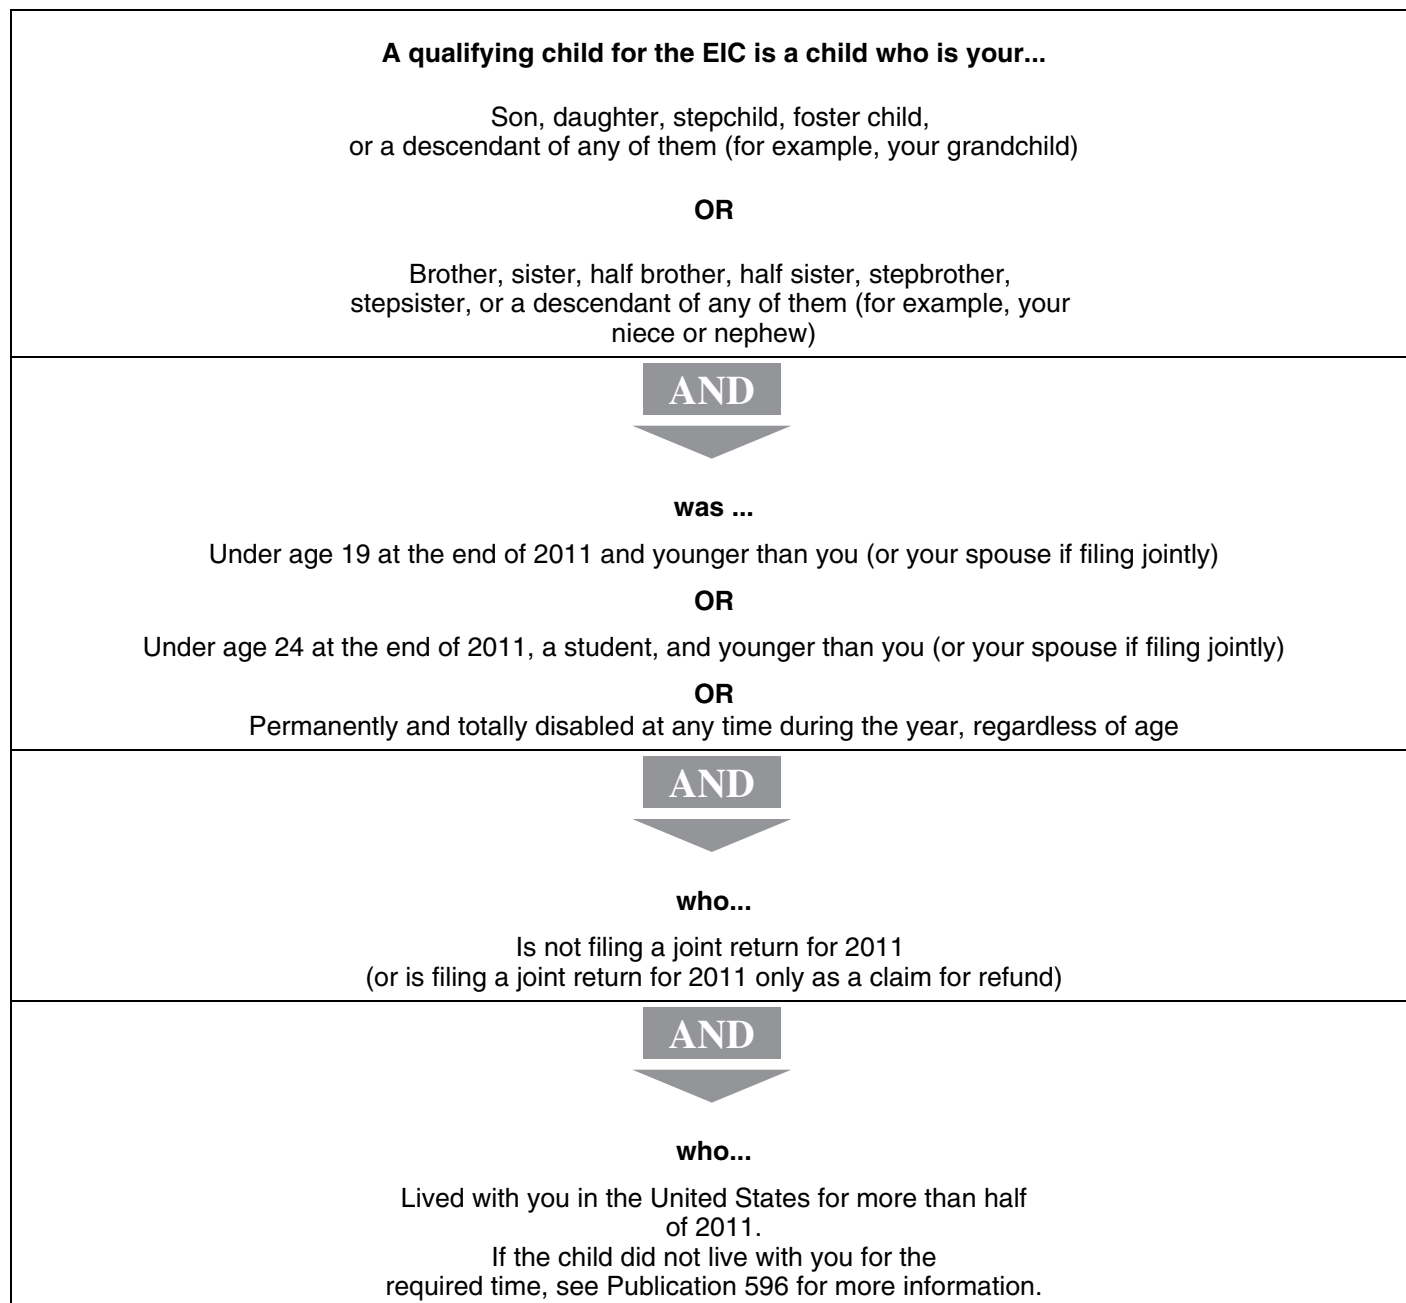 A qualifying child for the EIC is a child who is your...
Son, daughter, stepchild, foster child,
or a descendant of any of them (for example, your grandchild)
OR
Brother, sister, half brother, half sister, stepbrother,
stepsister, or a descendant of any of them (for example, your
niece or nephew)
AND
was ...
Under age 19 at the end of 2011 and younger than you (or your spouse if filing jointly)
OR
Under age 24 at the end of 2011, a student, and younger than you (or your spouse if filing jointly)
OR
Permanently and totally disabled at any time during the year, regardless of age
AND
who...
Is not filing a joint return for 2011
(or is filing a joint return for 2011 only as a claim for refund)
AND
who...
Lived with you in the United States for more than half
of 2011.
If the child did not live with you for the
required time, see Publication 596 for more information.